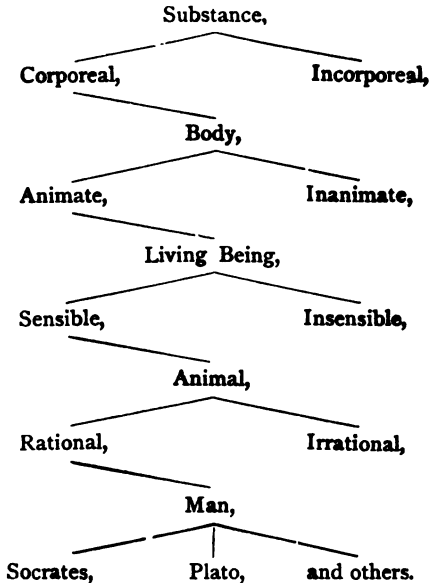 Substance,
Corporeal, Incorporeal,
Body,
Animate, Inanimate,
Living Being,
Sensible, Insensible,
Animal,
Rational, Irrational,
Man,
Socrates, Plato, and others.